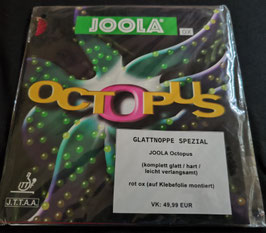 JOOLA
OCTOPUS
GLATTNOPPE SPEZIAL
JOOLA Octopus
(komplett glatt / hart /
leicht verlangsamt)
rot ox (auf Klebefolie montiert)
VK: 49,99 EUR
ITTF
J.T.T.A.A.